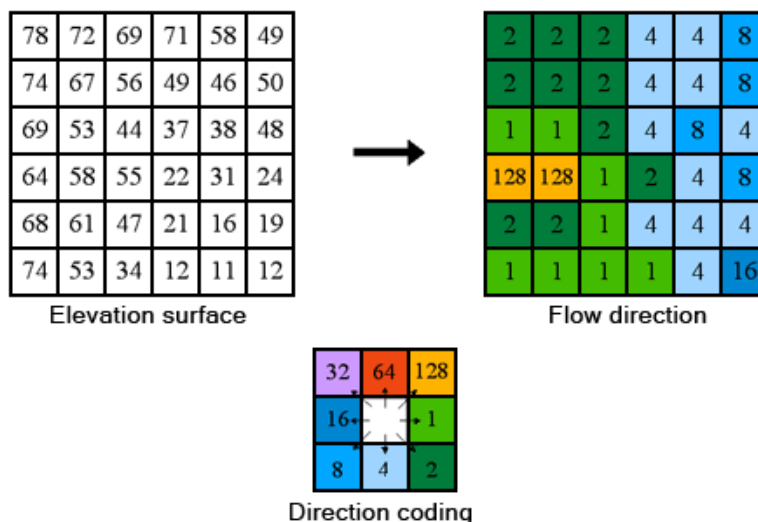 78 72 69 71 58 49 2 2 2 4 4 8
74 67 56 49 46 50 2 2 2 4 4 8
69 53 44 37 38 48 1 1 2 4 8 4
64 58 55 22 31 24 128 128 1 2 4 8
68 61 47 21 16 19 2 2 1 4 4 4
74 53 34 12 11 12 1 1 1 1 4 16
Elevation surface Flow direction
32 64 128
16 1
8 4 2
Direction coding